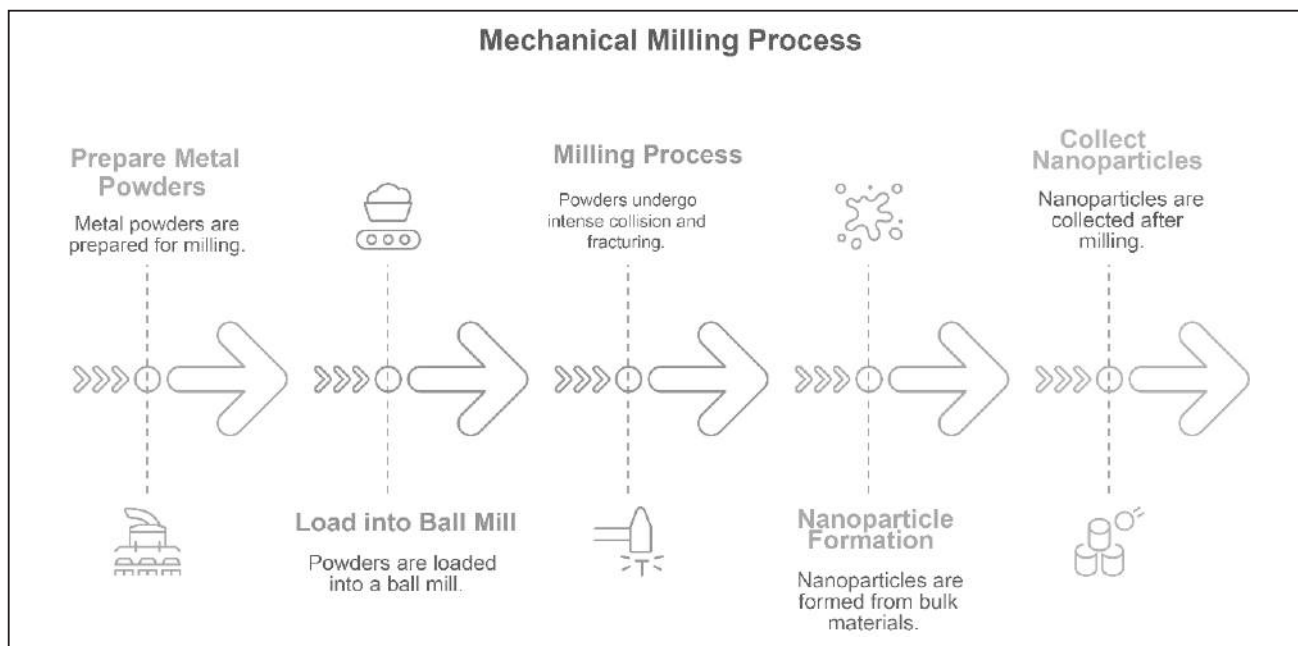 Mechanical Milling Process
Prepare Metal
Powders
Metal powders are
prepared for milling.
Load into Ball Mill
Powders are loaded
into a ball mill.
Milling Process
Powders undergo
intense collision and
fracturing.
Nanoparticle
Formation
Nanoparticles are
formed from bulk
materials.
Collect
Nanoparticles
Nanoparticles are
collected after
milling.